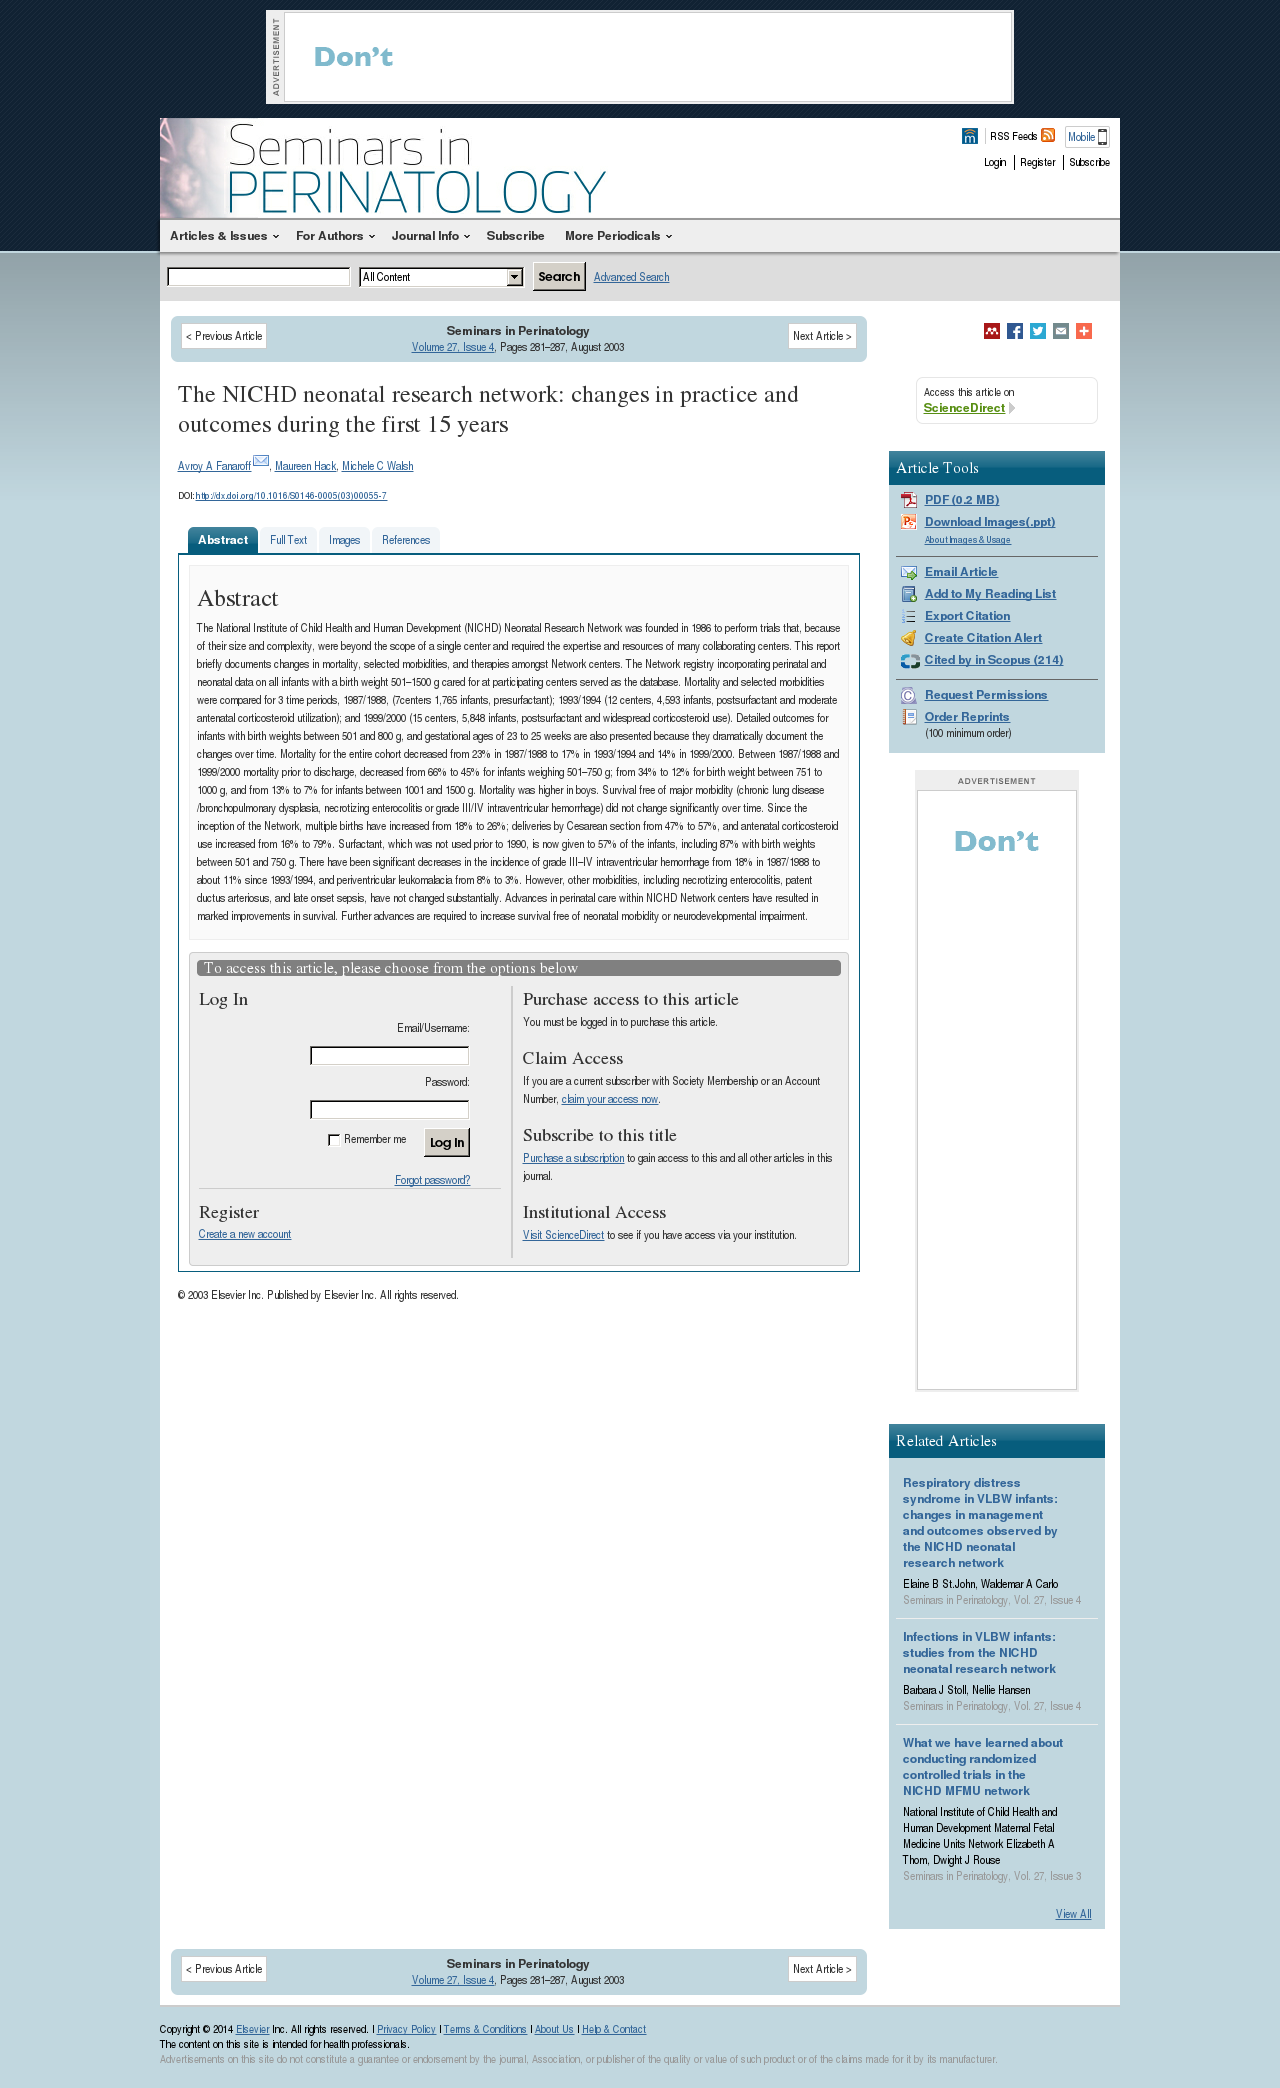 ADVERTISEMENT
Don't
Seminars in
PERINATOLOGY
RSS Feeds
Mobile
Login
Register
Subscribe
Articles & Issues
For Authors
Journal Info
Subscribe
More Periodicals
All Content
Search
Advanced Search
< Previous Article
Seminars in Perinatology
Volume 27, Issue 4, Pages 281–287, August 2003
Next Article >
The NICHD neonatal research network: changes in practice and
outcomes during the first 15 years
Avroy A Fanaroff, Maureen Hack, Michele C Walsh
DOI: http://dx.doi.org/10.1016/S0146-0005(03)00055-7
Abstract
Full Text
Images
References
Abstract
The National Institute of Child Health and Human Development (NICHD) Neonatal Research Network was founded in 1986 to perform trials that, because
of their size and complexity, were beyond the scope of a single center and required the expertise and resources of many collaborating centers. This report
briefly documents changes in mortality, selected morbidities, and therapies amongst Network centers. The Network registry incorporating perinatal and
neonatal data on all infants with a birth weight 501–1500 g cared for at participating centers served as the database. Mortality and selected morbidities
were compared for 3 time periods, 1987/1988, (7centers 1,765 infants, presurfactant); 1993/1994 (12 centers, 4,593 infants, postsurfactant and moderate
antenatal corticosteroid utilization); and 1999/2000 (15 centers, 5,848 infants, postsurfactant and widespread corticosteroid use). Detailed outcomes for
infants with birth weights between 501 and 800 g, and gestational ages of 23 to 25 weeks are also presented because they dramatically document the
changes over time. Mortality for the entire cohort decreased from 23% in 1987/1988 to 17% in 1993/1994 and 14% in 1999/2000. Between 1987/1988 and
1999/2000 mortality prior to discharge, decreased from 66% to 45% for infants weighing 501–750 g; from 34% to 12% for birth weight between 751 to
1000 g, and from 13% to 7% for infants between 1001 and 1500 g. Mortality was higher in boys. Survival free of major morbidity (chronic lung disease
/bronchopulmonary dysplasia, necrotizing enterocolitis or grade III/IV intraventricular hemorrhage) did not change significantly over time. Since the
inception of the Network, multiple births have increased from 18% to 26%; deliveries by Cesarean section from 47% to 57%, and antenatal corticosteroid
use increased from 16% to 79%. Surfactant, which was not used prior to 1990, is now given to 57% of the infants, including 87% with birth weights
between 501 and 750 g. There have been significant decreases in the incidence of grade III–IV intraventricular hemorrhage from 18% in 1987/1988 to
about 11% since 1993/1994, and periventricular leukomalacia from 8% to 3%. However, other morbidities, including necrotizing enterocolitis, patent
ductus arteriosus, and late onset sepsis, have not changed substantially. Advances in perinatal care within NICHD Network centers have resulted in
marked improvements in survival. Further advances are required to increase survival free of neonatal morbidity or neurodevelopmental impairment.
To access this article, please choose from the options below
Log In
Email/Username:
Password:
Remember me
Log In
Forgot password?
Register
Create a new account
Purchase access to this article
You must be logged in to purchase this article.
Claim Access
If you are a current subscriber with Society Membership or an Account
Number, claim your access now.
Subscribe to this title
Purchase a subscription to gain access to this and all other articles in this
journal.
Institutional Access
Visit ScienceDirect to see if you have access via your institution.
© 2003 Elsevier Inc. Published by Elsevier Inc. All rights reserved.
Access this article on
ScienceDirect
Article Tools
PDF (0.2 MB)
Download Images(.ppt)
About Images & Usage
Email Article
Add to My Reading List
Export Citation
Create Citation Alert
Cited by in Scopus (214)
Request Permissions
Order Reprints
(100 minimum order)
ADVERTISEMENT
Don't
Related Articles
Respiratory distress
syndrome in VLBW infants:
changes in management
and outcomes observed by
the NICHD neonatal
research network
Elaine B St.John, Waldemar A Carlo
Seminars in Perinatology, Vol. 27, Issue 4
Infections in VLBW infants:
studies from the NICHD
neonatal research network
Barbara J Stoll, Nellie Hansen
Seminars in Perinatology, Vol. 27, Issue 4
What we have learned about
conducting randomized
controlled trials in the
NICHD MFMU network
National Institute of Child Health and
Human Development Maternal Fetal
Medicine Units Network Elizabeth A
Thom, Dwight J Rouse
Seminars in Perinatology, Vol. 27, Issue 3
View All
< Previous Article
Seminars in Perinatology
Volume 27, Issue 4, Pages 281–287, August 2003
Next Article >
Copyright © 2014 Elsevier Inc. All rights reserved. | Privacy Policy | Terms & Conditions | About Us | Help & Contact
The content on this site is intended for health professionals.
Advertisements on this site do not constitute a guarantee or endorsement by the journal, Association, or publisher of the quality or value of such product or of the claims made for it by its manufacturer.